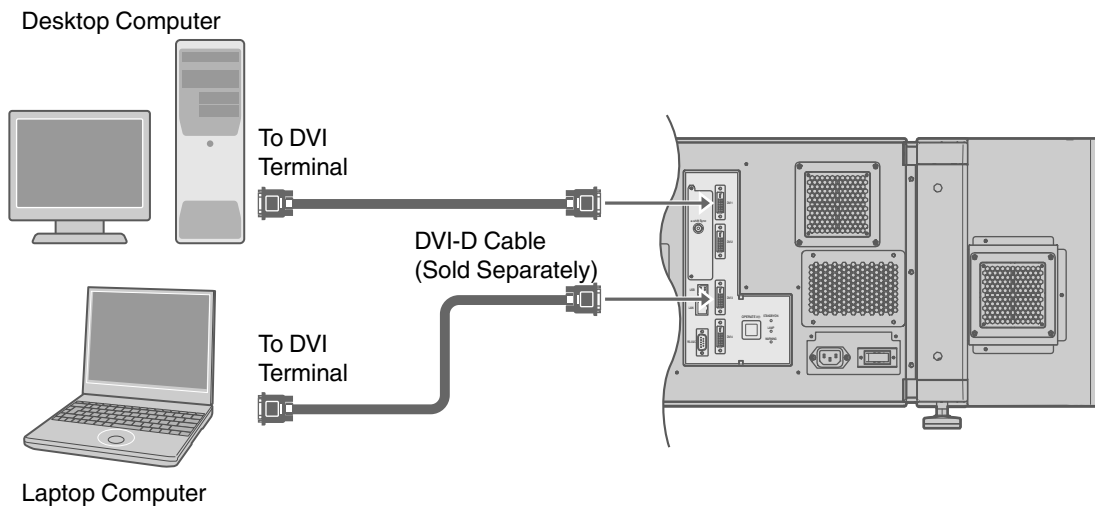 Desktop Computer
To DVI
Terminal
DVI-D Cable
(Sold Separately)
To DVI
Terminal
Laptop Computer